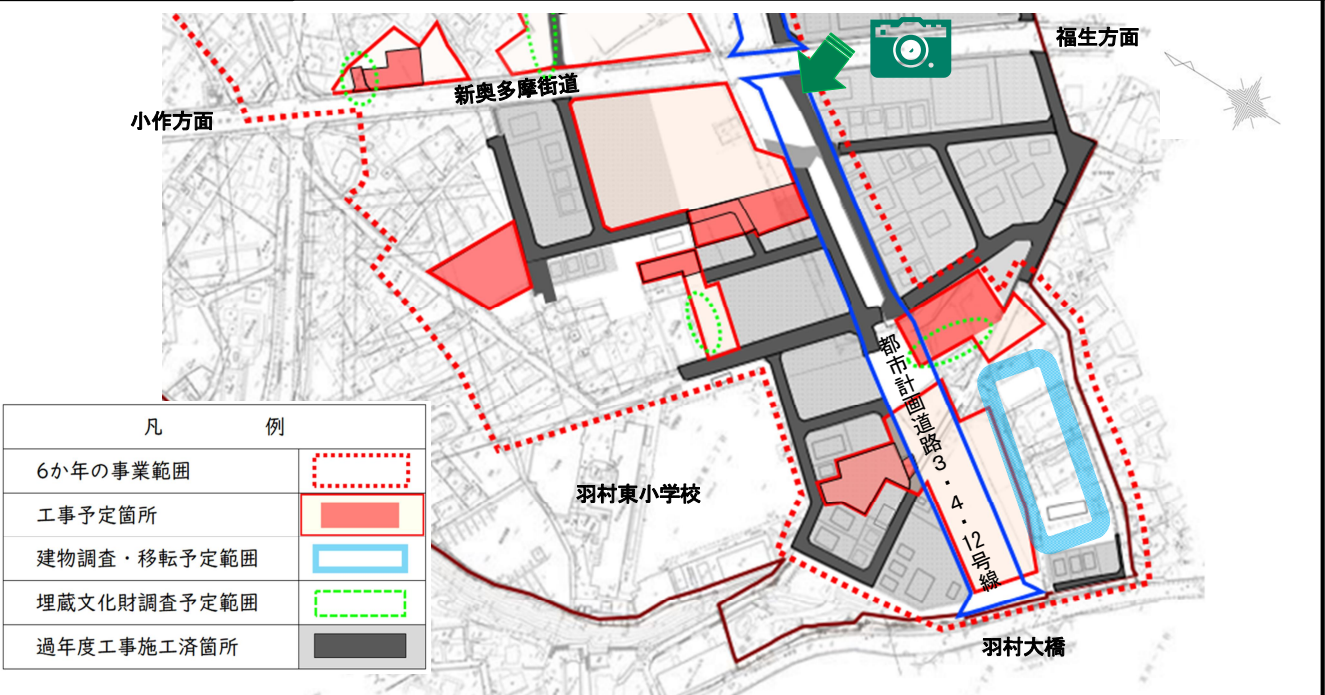 福生方面
新奥多摩街道
小作方面
都市計画道路3・4・12号線
凡 例
6か年の事業範囲
工事予定箇所
建物調査・移転予定範囲
埋蔵文化財調査予定範囲
過年度工事施工済箇所
羽村東小学校
羽村大橋